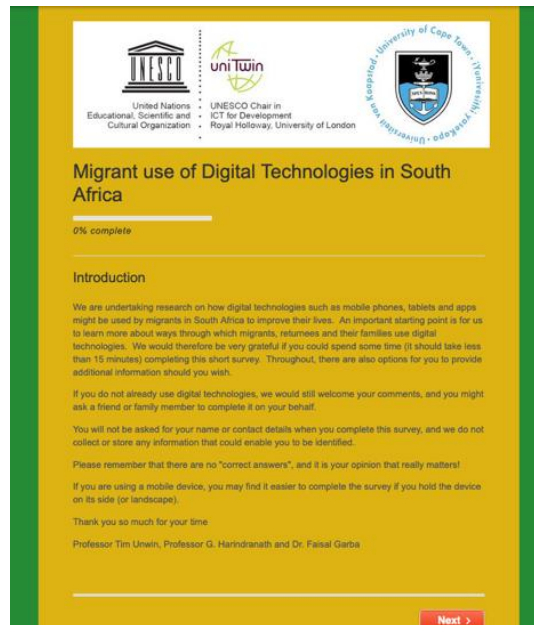 UNESCO
uniTwin
United Nations
Educational, Scientific and
Cultural Organization
UNESCO Chair in
ICT for Development
Royal Holloway, University of London
University of Cape Town · iYunivesithi yaseKapa · Universiteit van Kaapstad
SPES BONA
Migrant use of Digital Technologies in South
Africa
0% complete
Introduction
We are undertaking research on how digital technologies such as mobile phones, tablets and apps
might be used by migrants in South Africa to improve their lives. An important starting point is for us
to learn more about ways through which migrants, returnees and their families use digital
technologies. We would therefore be very grateful if you could spend some time (it should take less
than 15 minutes) completing this short survey. Throughout, there are also options for you to provide
additional information should you wish.
If you do not already use digital technologies, we would still welcome your comments, and you might
ask a friend or family member to complete it on your behalf.
You will not be asked for your name or contact details when you complete this survey, and we do not
collect or store any information that could enable you to be identified.
Please remember that there are no "correct answers", and it is your opinion that really matters!
If you are using a mobile device, you may find it easier to complete the survey if you hold the device
on its side (or landscape).
Thank you so much for your time
Professor Tim Unwin, Professor G. Harindranath and Dr. Faisal Garba
Next >